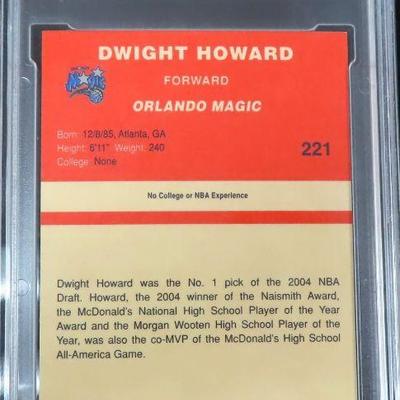 DWIGHT HOWARD
FORWARD
MAGIC
ORLANDO MAGIC
Born: 12/8/85, Atlanta, GA
Height: 6'11" Weight: 240
College: None
221
No College or NBA Experience
Dwight Howard was the No. 1 pick of the 2004 NBA
Draft. Howard, the 2004 winner of the Naismith Award,
the McDonald's National High School Player of the Year
Award and the Morgan Wooten High School Player of the
Year, was also the co-MVP of the McDonald's High School
All-America Game.